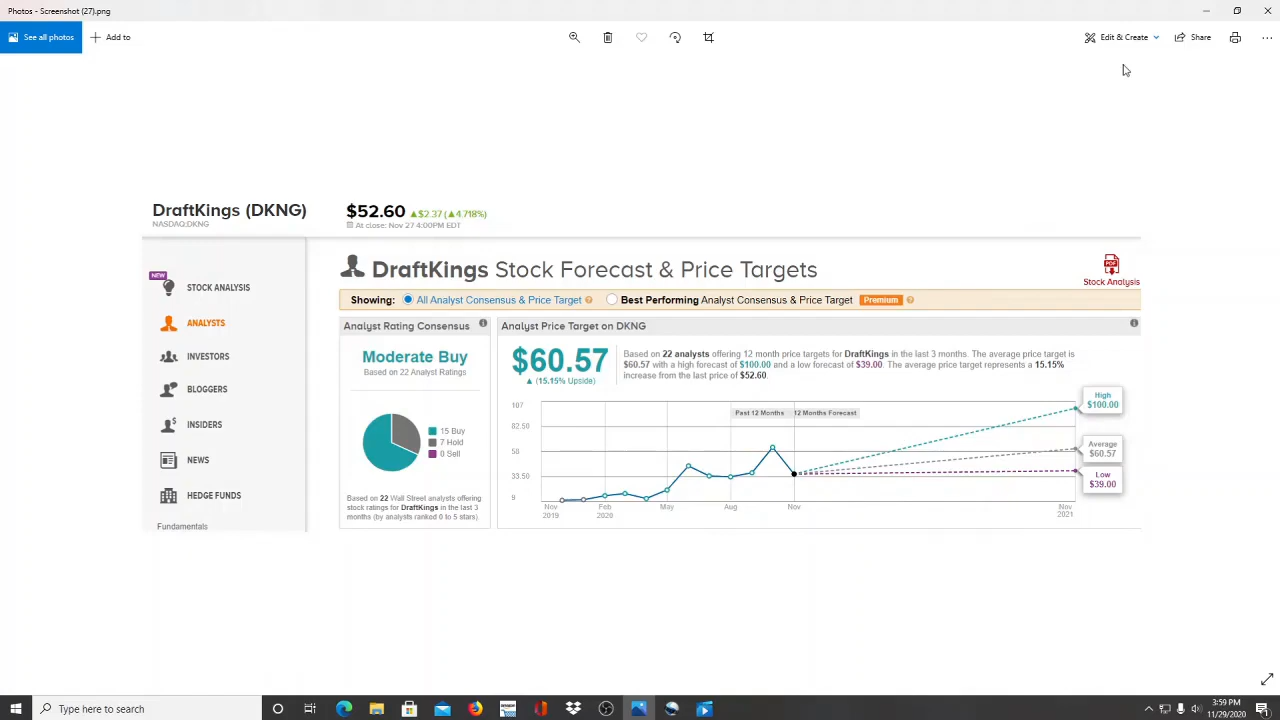 Photos - Screenshot (27).png
See all photos
Add to
Edit & Create
Share
DraftKings (DKNG)
NASDAQ:DKNG
$52.60 ▲$2.37 (▲4.718%)
At close: Nov 27 4:00PM EDT
NEW
STOCK ANALYSIS
ANALYSTS
INVESTORS
BLOGGERS
INSIDERS
NEWS
HEDGE FUNDS
Fundamentals
DraftKings Stock Forecast & Price Targets
PDF
Stock Analysis
Showing: All Analyst Consensus & Price Target Best Performing Analyst Consensus & Price Target Premium
Analyst Rating Consensus
Moderate Buy
Based on 22 Analyst Ratings
15 Buy
7 Hold
0 Sell
Based on 22 Wall Street analysts offering
stock ratings for DraftKings in the last 3
months (by analysts ranked 6 to 5 stars)
Analyst Price Target on DKNG
$60.57
▲ (15.15% Upside)
Based on 22 analysts offering 12 month price targets for DraftKings in the last 3 months. The average price target is
$60.57 with a high forecast of $100.00 and a low forecast of $39.00. The average price target represents a 15.15%
increase from the last price of $52.60.
107
82.50
58
33.50
9
Past 12 Months 12 Months Forecast
High
$100.00
Average
$60.57
Low
$39.00
Nov
2019
Feb
2020
May
Aug
Nov
Nov
2021
Type here to search
3:59 PM
11/29/2020